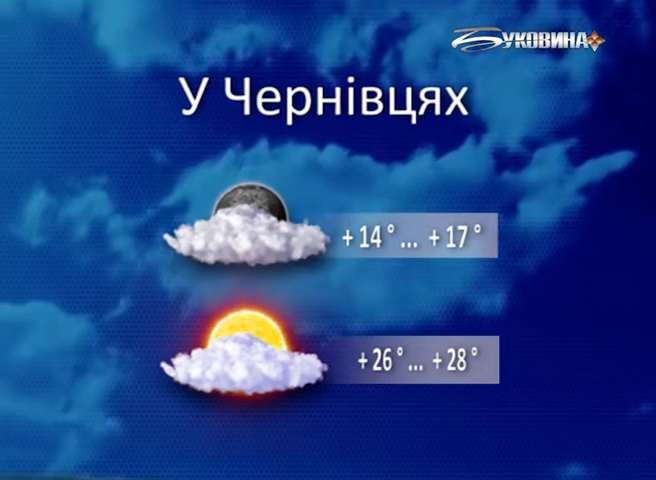 БУКОВИНА
У Чернівцях
+ 14 ° ... + 17 °
+ 26 ° ... + 28 °